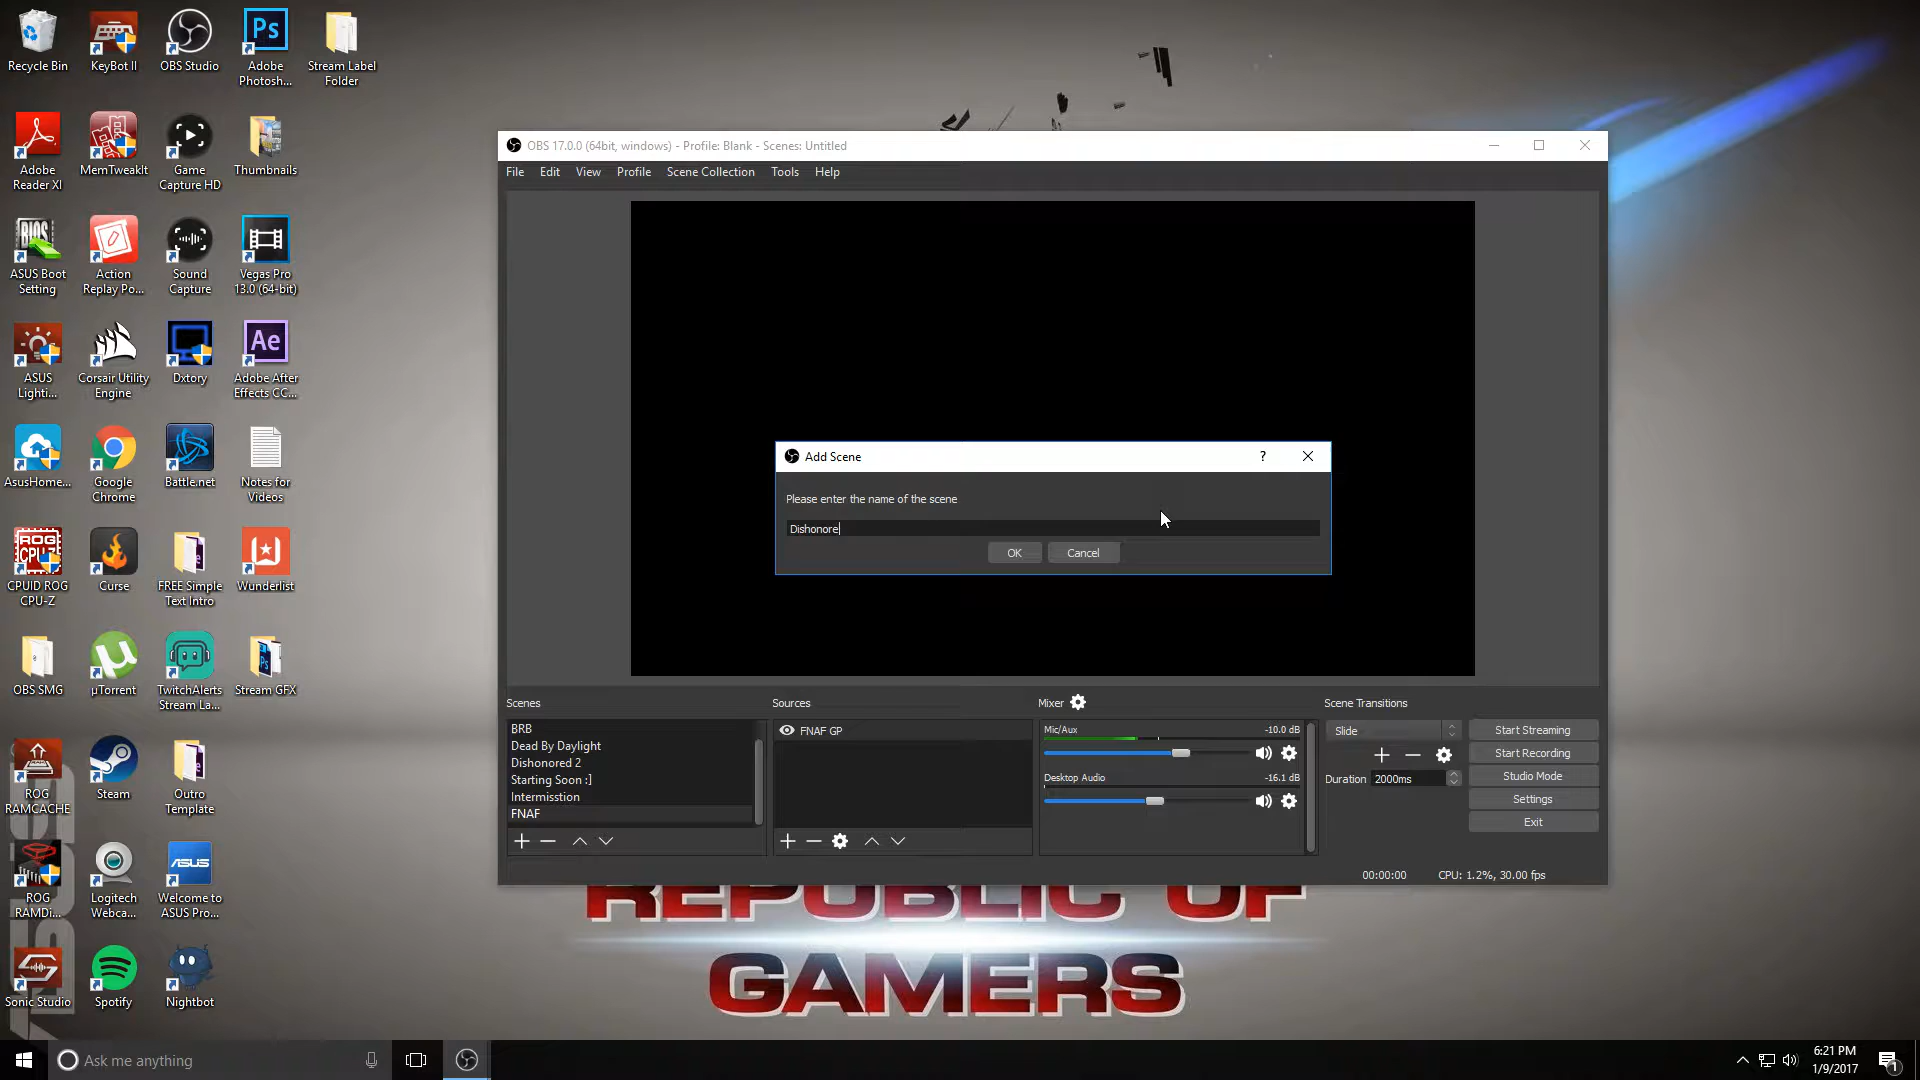 Recycle Bin
KeyBot II
OBS Studio
Ps
Adobe
Photosh...
Stream Label
Folder
Adobe
Reader XI
MemTweakIt
Game
Capture HD
Thumbnails
BIOS
ASUS Boot
Setting
Action
Replay Po...
Sound
Capture
Vegas Pro
13.0 (64-bit)
ASUS
Lighti...
Corsair Utility
Engine
Dxtory
Ae
Adobe After
Effects CC...
AsusHome...
Google
Chrome
Battle.net
Notes for
Videos
ROG
CPU-Z
CPUID ROG
CPU-Z
Curse
FREE Simple
Text Intro
Wunderlist
OBS SMG
µTorrent
TwitchAlerts
Stream La...
Ps
Stream GFX
ROG
RAMCACHE
Steam
Outro
Template
ROG
RAMDi...
Logitech
Webca...
ASUS
Welcome to
ASUS Pro...
Sonic Studio
Spotify
Nightbot
OBS 17.0.0 (64bit, windows) - Profile: Blank - Scenes: Untitled
File Edit View Profile Scene Collection Tools Help
Add Scene
?
Please enter the name of the scene
Dishonore
OK Cancel
Scenes
BRB
Dead By Daylight
Dishonored 2
Starting Soon :]
Intermisstion
FNAF
Sources
FNAF GP
Mixer
Mic/Aux -10.0 dB
Desktop Audio -16.1 dB
Scene Transitions
Slide
Duration 2000ms
Start Streaming
Start Recording
Studio Mode
Settings
Exit
00:00:00 CPU: 1.2%, 30.00 fps
REPUBLIC OF
GAMERS
Ask me anything
6:21 PM
1/9/2017
1